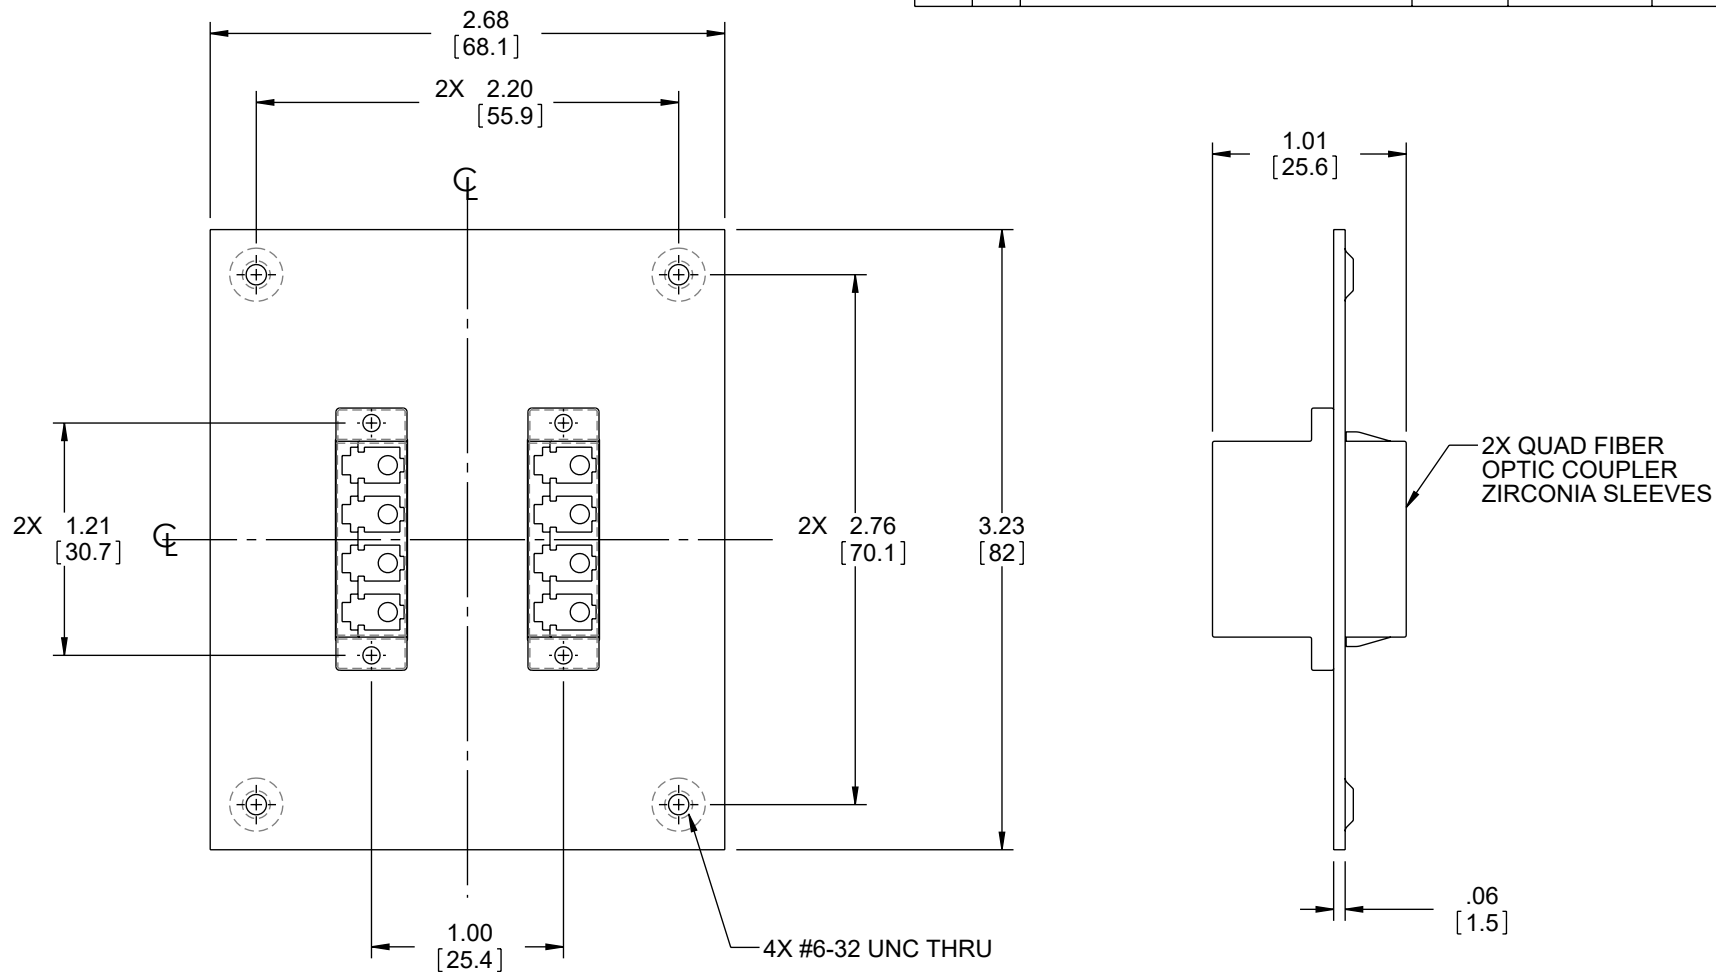 2.68
[68.1]
2X 2.20
[55.9]
1.01
[25.6]
℄
2X QUAD FIBER
OPTIC COUPLER
ZIRCONIA SLEEVES
2X 1.21
[30.7]
℄
2X 2.76
[70.1]
3.23
[82]
.06
[1.5]
1.00
[25.4]
4X #6-32 UNC THRU